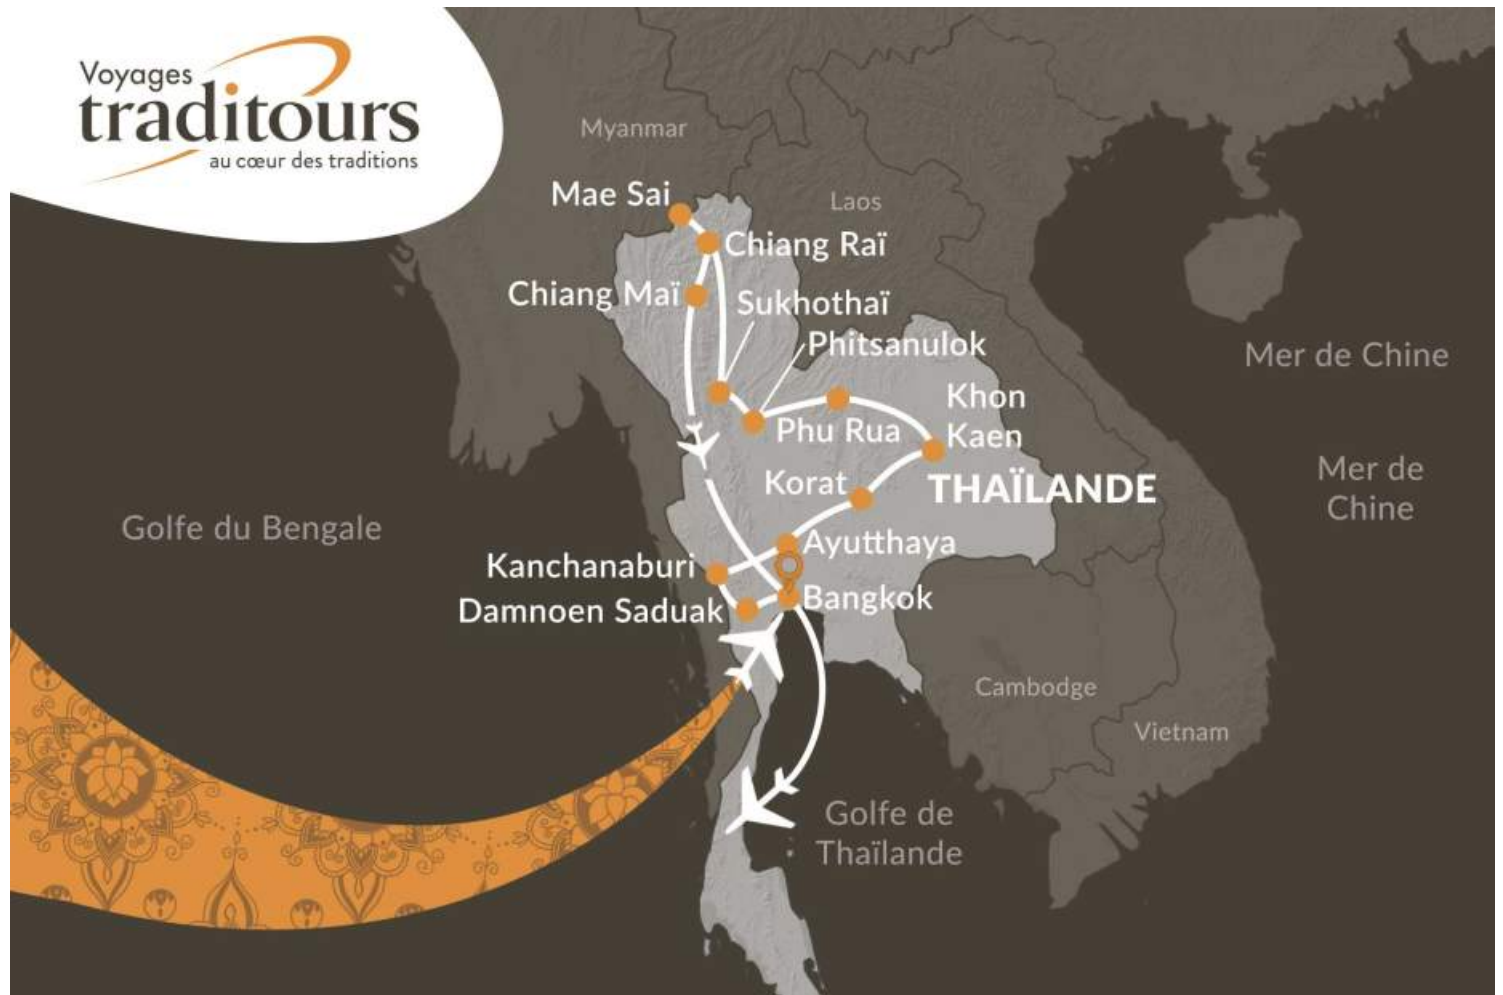 Voyages
traditours
au cœur des traditions
Myanmar
Mae Sai
Laos
Chiang Raï
Chiang Maï
Sukhothaï
Phitsanulok
Mer de Chine
Khon
Kaen
Phu Rua
Korat
THAÏLANDE
Mer de
Chine
Golfe du Bengale
Ayutthaya
Kanchanaburi
Bangkok
Damnoen Saduak
Cambodge
Vietnam
Golfe de
Thaïlande